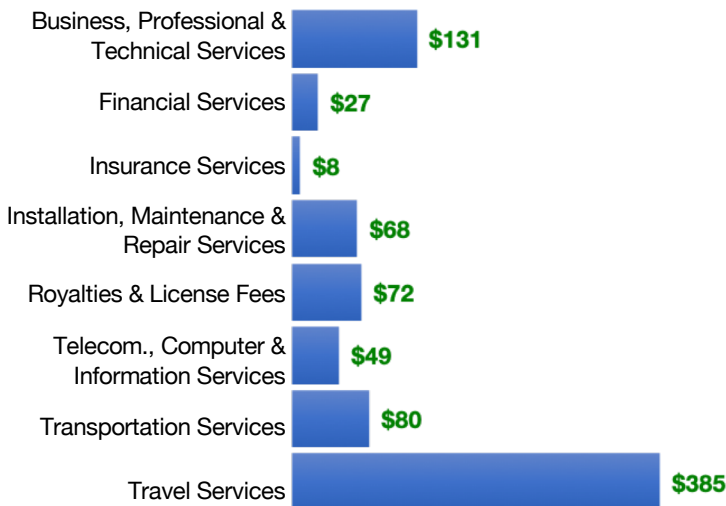 Business, Professional &
Technical Services
$131
Financial Services
$27
Insurance Services
$8
Installation, Maintenance &
Repair Services
$68
Royalties & License Fees
$72
Telecom., Computer &
Information Services
$49
Transportation Services
$80
Travel Services
$385